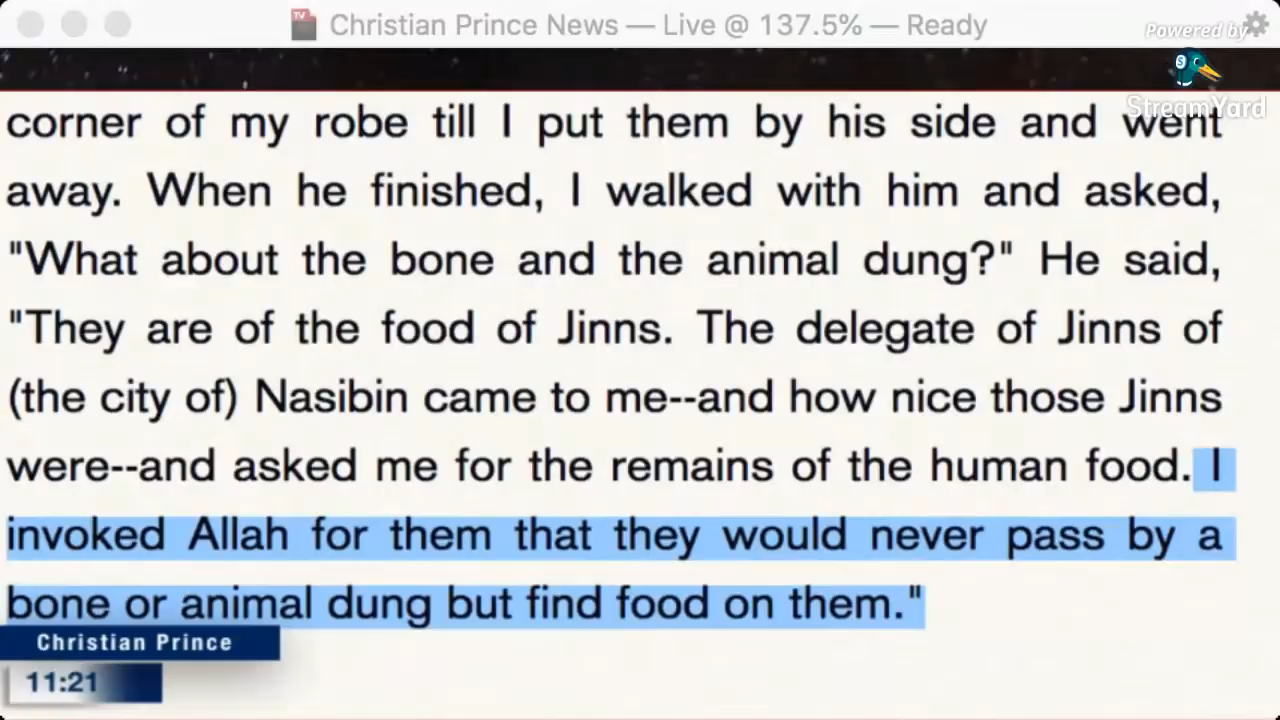 Christian Prince News — Live @ 137.5% — Ready
Powered by
StreamYard
corner of my robe till I put them by his side and went
away. When he finished, I walked with him and asked,
"What about the bone and the animal dung?" He said,
"They are of the food of Jinns. The delegate of Jinns of
(the city of) Nasibin came to me--and how nice those Jinns
were--and asked me for the remains of the human food. I
invoked Allah for them that they would never pass by a
bone or animal dung but find food on them."
Christian Prince
11:21